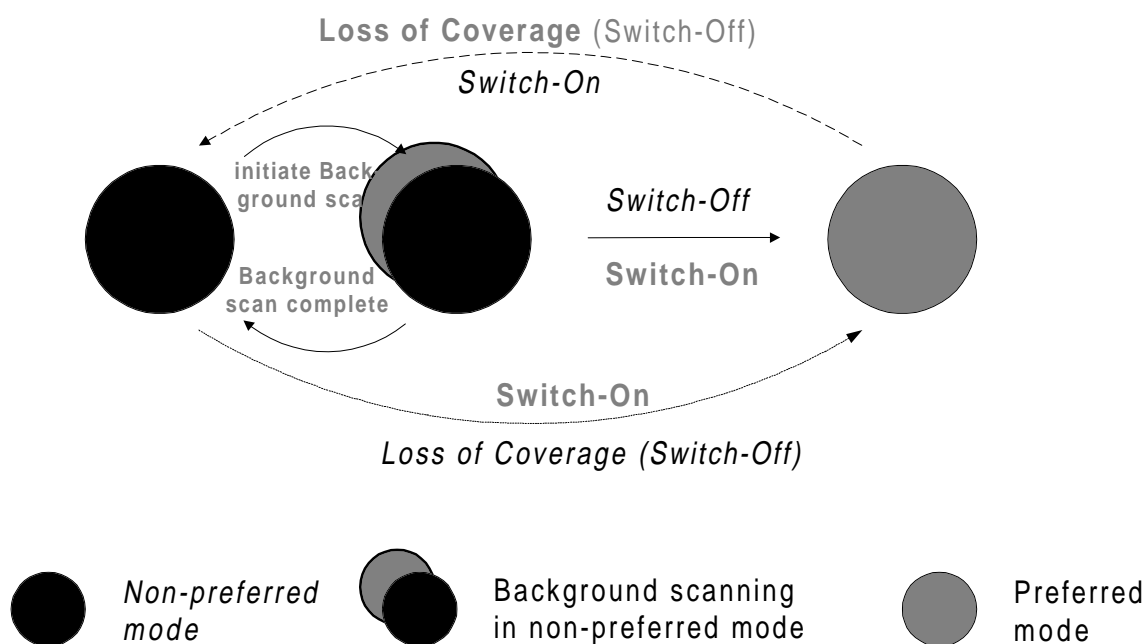 Loss of Coverage (Switch-Off)
Switch-On
initiate Back-
ground sca
Switch-Off
Switch-On
Background
scan complete
Switch-On
Loss of Coverage (Switch-Off)
Non-preferred
mode
Background scanning
in non-preferred mode
Preferred
mode